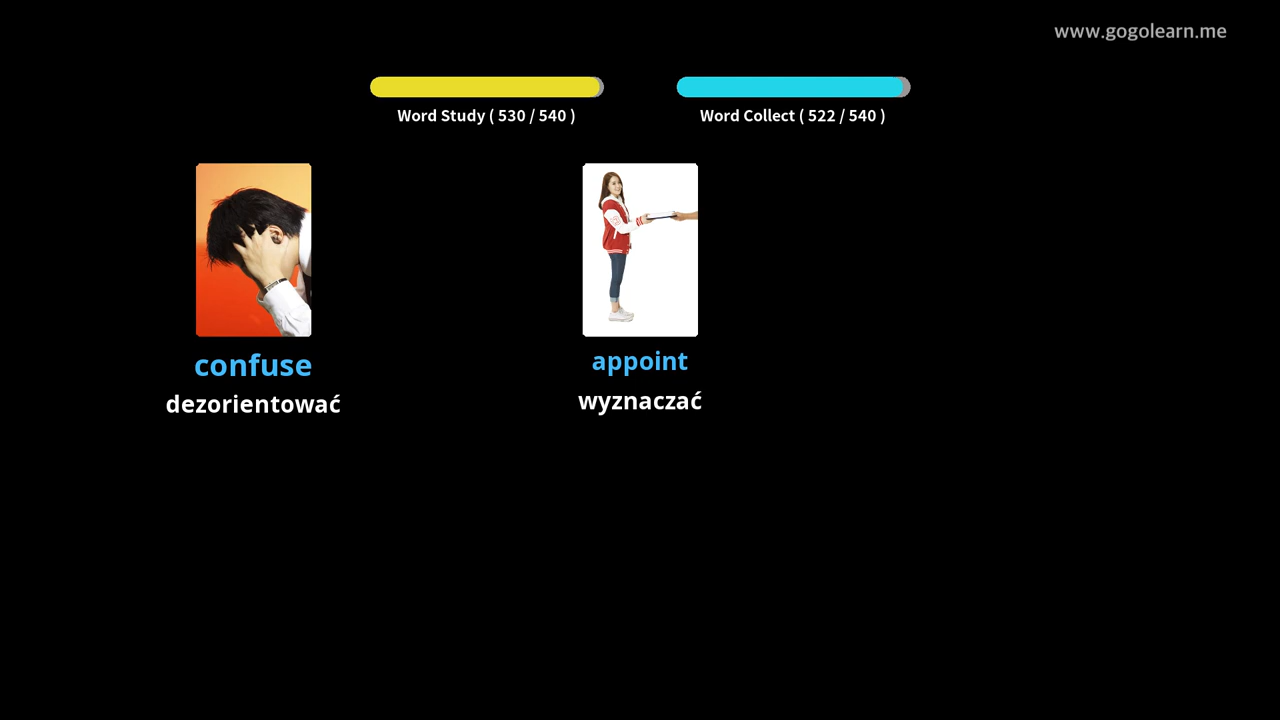 www.gogolearn.me
Word Study ( 530 / 540 )
Word Collect ( 522 / 540 )
confuse
dezorientować
appoint
wyznaczać